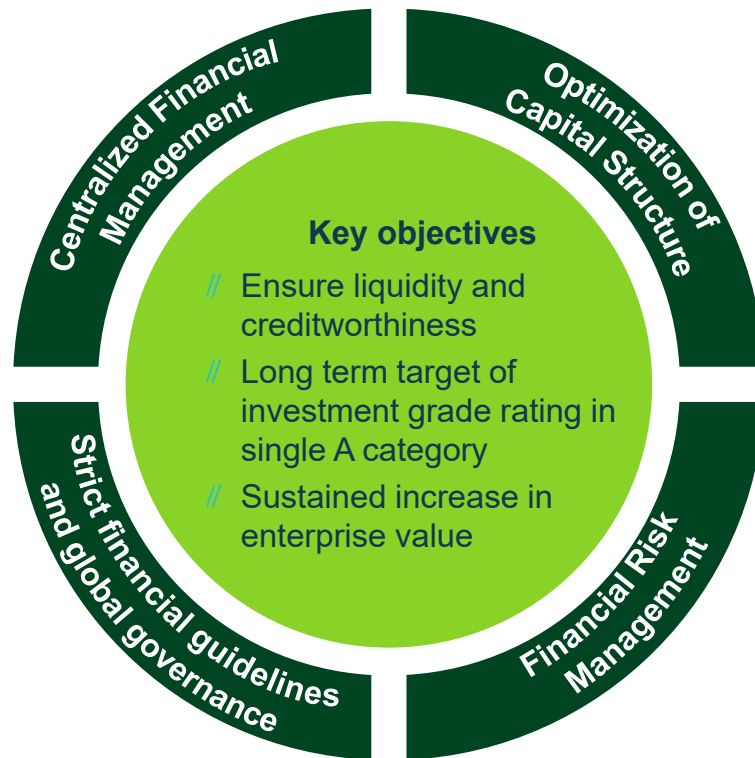 Centralized Financial
Management
Optimization of
Capital Structure
Key objectives
// Ensure liquidity and
creditworthiness
// Long term target of
investment grade rating in
single A category
// Sustained increase in
enterprise value
Strict financial guidelines
and global governance
Financial Risk
Management